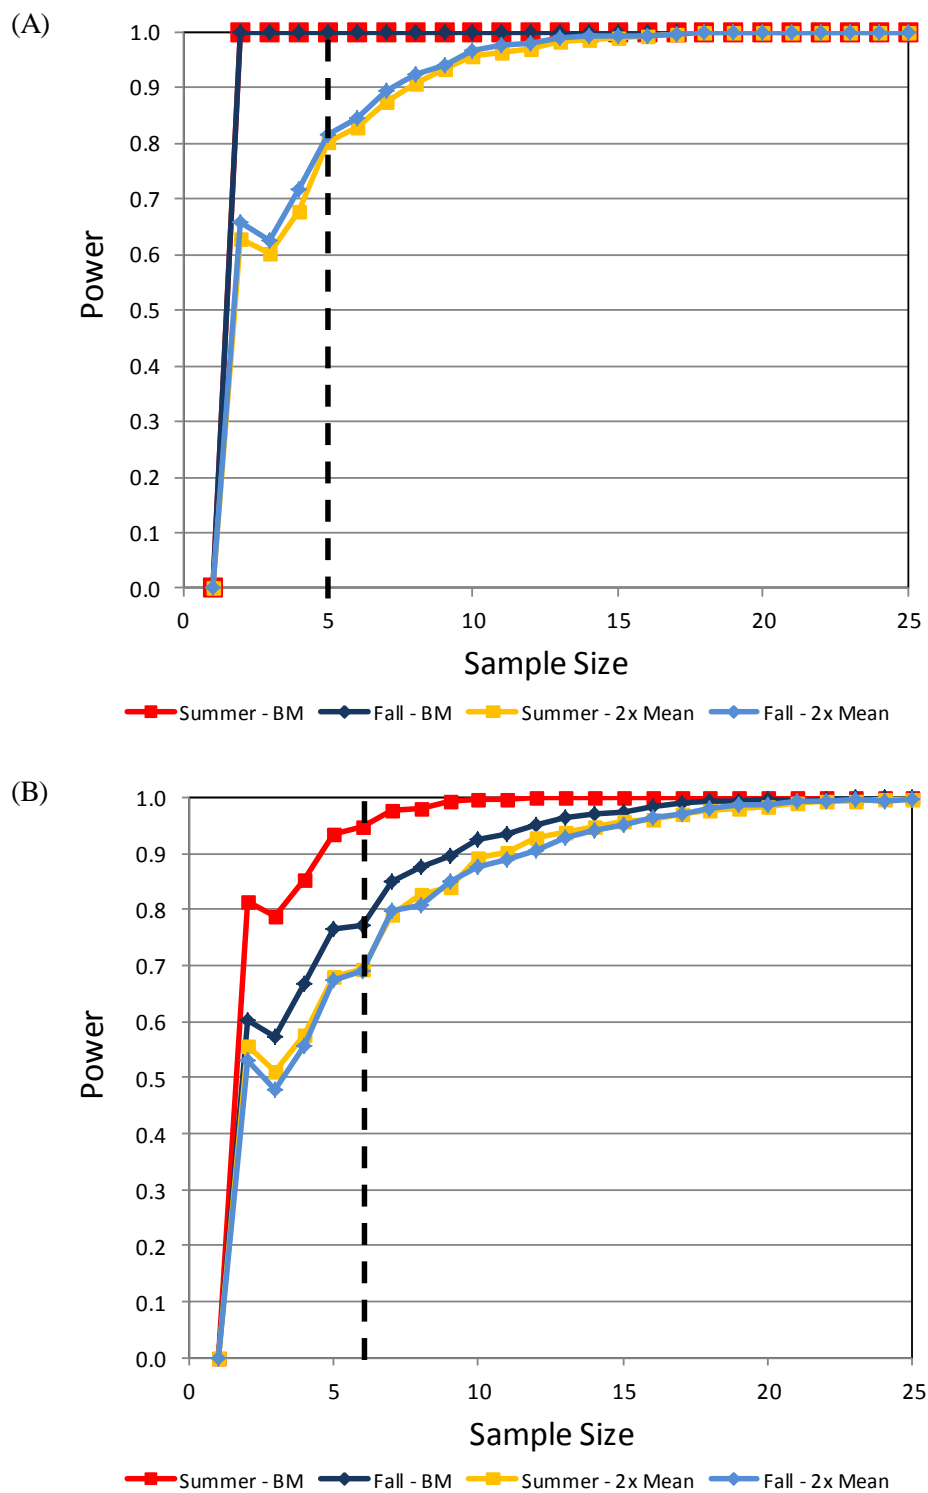 (A)
1.0
0.9
0.8
0.7
0.6
0.5
0.4
0.3
0.2
0.1
0.0
Power
0 5 10 15 20 25
Sample Size
Summer - BM Fall - BM Summer - 2x Mean Fall - 2x Mean
(B)
1.0
0.9
0.8
0.7
0.6
0.5
0.4
0.3
0.2
0.1
0.0
Power
0 5 10 15 20 25
Sample Size
Summer - BM Fall - BM Summer - 2x Mean Fall - 2x Mean